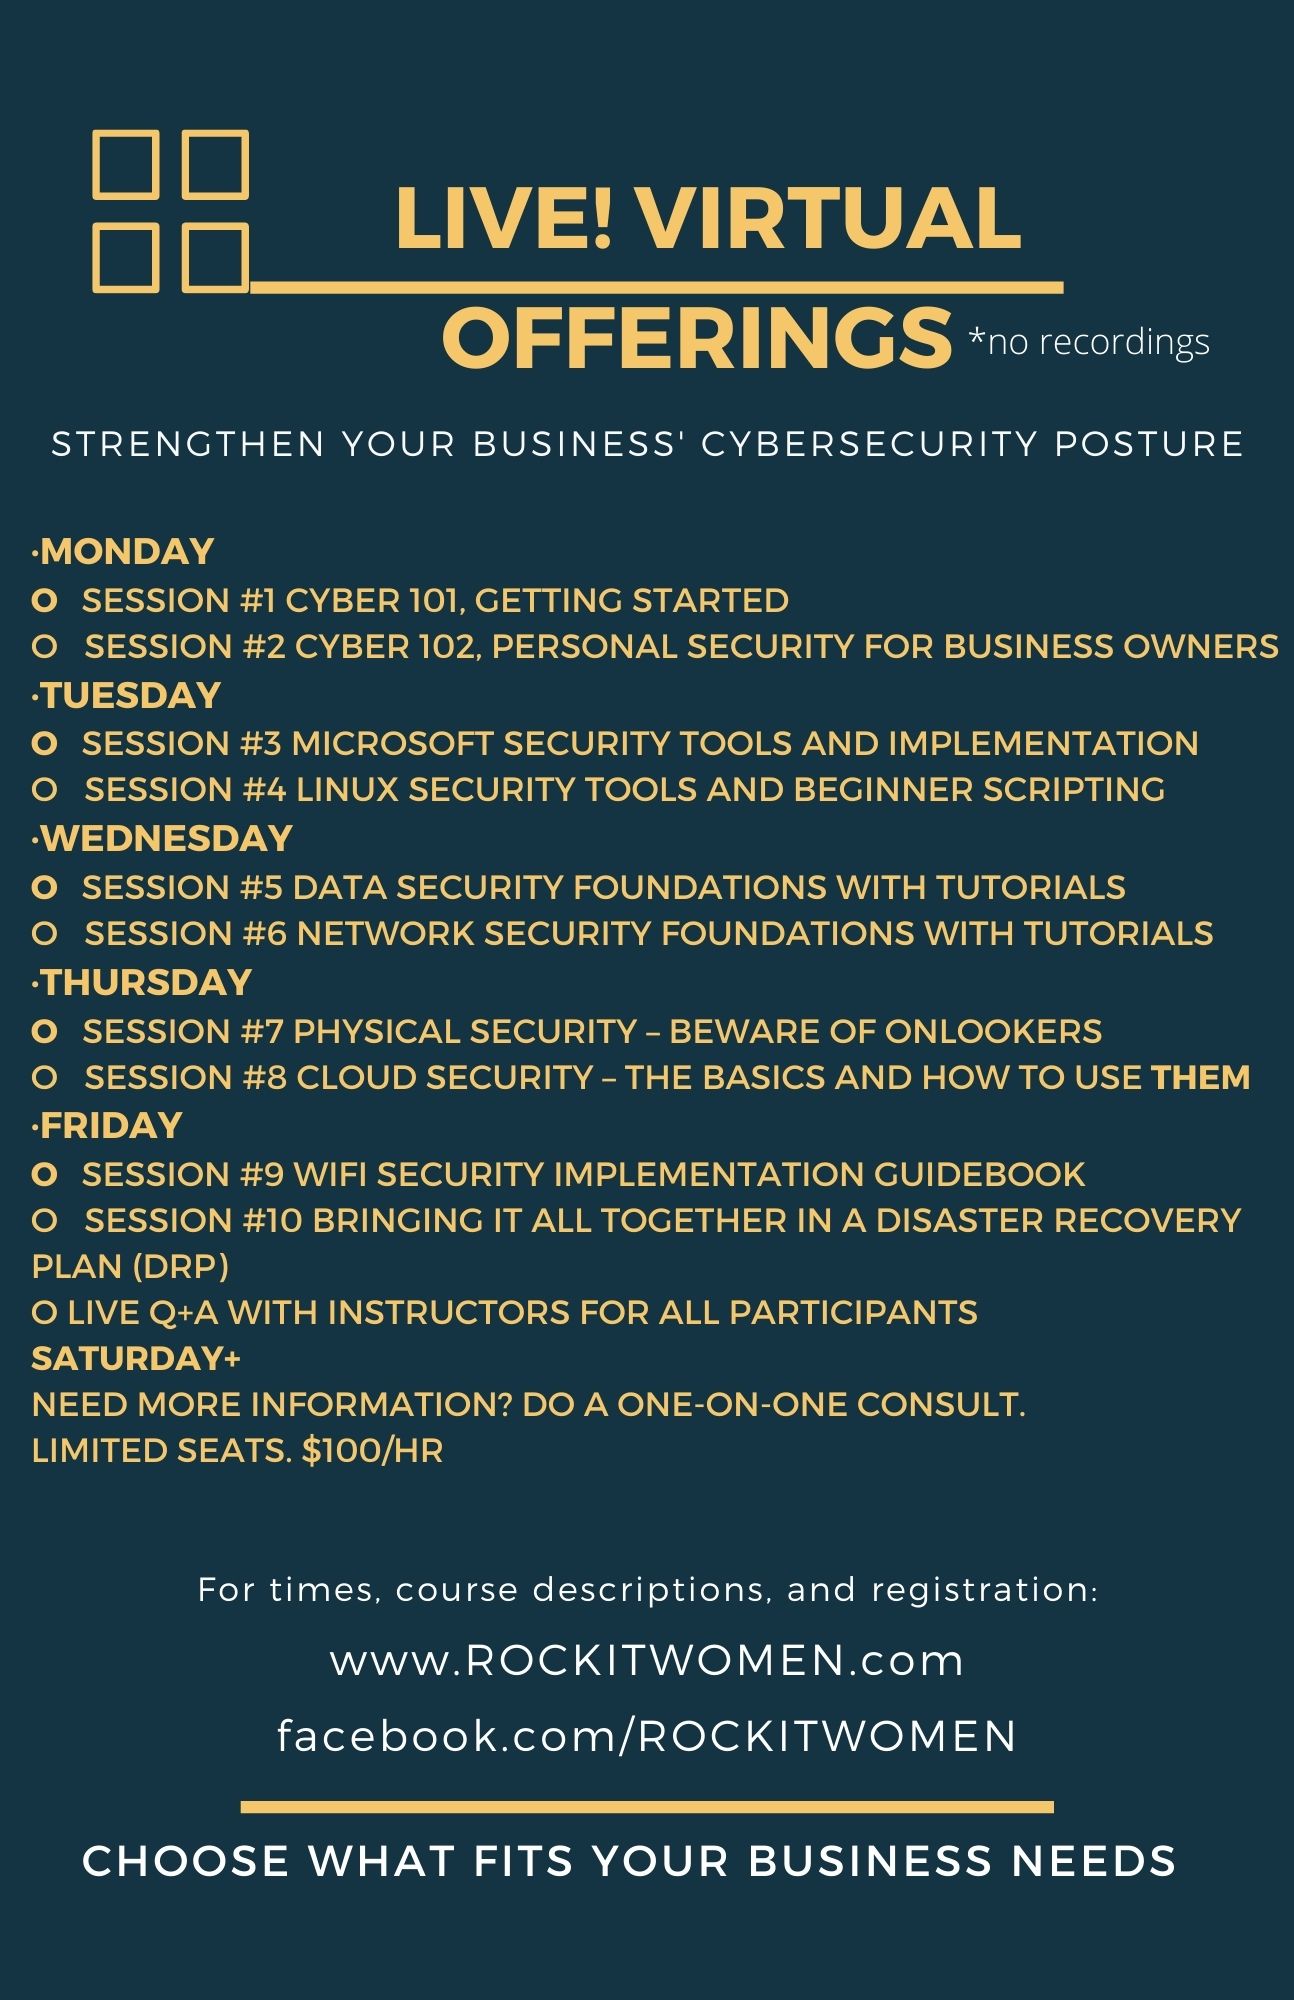 LIVE! VIRTUAL
OFFERINGS *no recordings
STRENGTHEN YOUR BUSINESS' CYBERSECURITY POSTURE
·MONDAY
O SESSION #1 CYBER 101, GETTING STARTED
O SESSION #2 CYBER 102, PERSONAL SECURITY FOR BUSINESS OWNERS
·TUESDAY
O SESSION #3 MICROSOFT SECURITY TOOLS AND IMPLEMENTATION
O SESSION #4 LINUX SECURITY TOOLS AND BEGINNER SCRIPTING
·WEDNESDAY
O SESSION #5 DATA SECURITY FOUNDATIONS WITH TUTORIALS
O SESSION #6 NETWORK SECURITY FOUNDATIONS WITH TUTORIALS
·THURSDAY
O SESSION #7 PHYSICAL SECURITY – BEWARE OF ONLOOKERS
O SESSION #8 CLOUD SECURITY – THE BASICS AND HOW TO USE THEM
·FRIDAY
O SESSION #9 WIFI SECURITY IMPLEMENTATION GUIDEBOOK
O SESSION #10 BRINGING IT ALL TOGETHER IN A DISASTER RECOVERY
PLAN (DRP)
O LIVE Q+A WITH INSTRUCTORS FOR ALL PARTICIPANTS
SATURDAY+
NEED MORE INFORMATION? DO A ONE-ON-ONE CONSULT.
LIMITED SEATS. $100/HR
For times, course descriptions, and registration:
www.ROCKITWOMEN.com
facebook.com/ROCKITWOMEN
CHOOSE WHAT FITS YOUR BUSINESS NEEDS